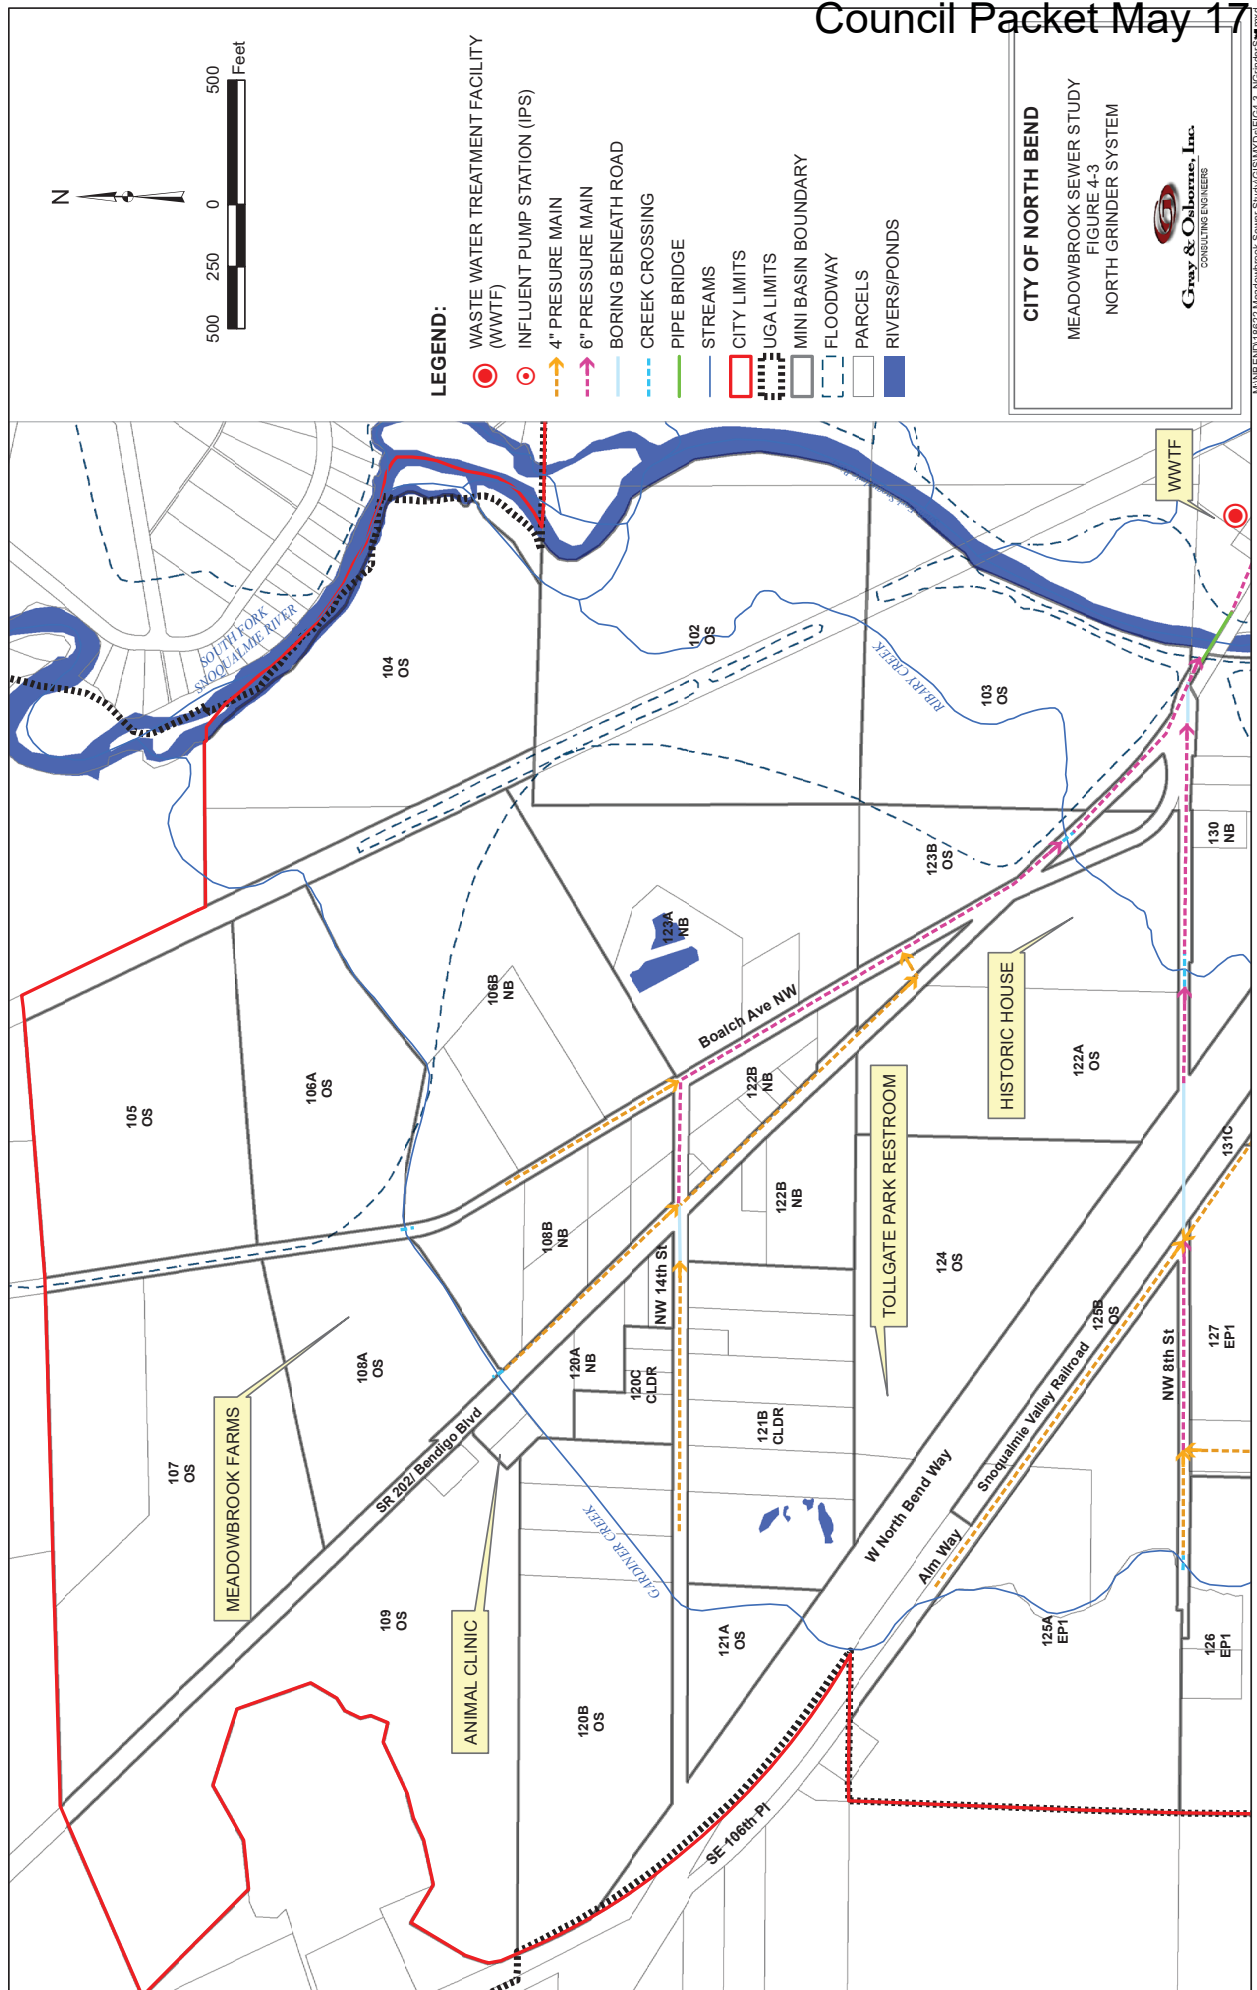 Council Packet May 17
N
500
250
0
500
Feet
LEGEND:
WASTE WATER TREATMENT FACILITY
(WWTF)
INFLUENT PUMP STATION (IPS)
4" PRESURE MAIN
6" PRESSURE MAIN
BORING BENEATH ROAD
CREEK CROSSING
PIPE BRIDGE
STREAMS
CITY LIMITS
UGA LIMITS
MINI BASIN BOUNDARY
FLOODWAY
PARCELS
RIVERS/PONDS
CITY OF NORTH BEND
MEADOWBROOK SEWER STUDY
FIGURE 4-3
NORTH GRINDER SYSTEM
G
Gray & Osborne, Inc.
CONSULTING ENGINEERS
SOUTH FORK
SNOQUALMIE RIVER
104
OS
102
OS
RIBARY CREEK
103
OS
WWTF
105
OS
106A
OS
106B
NB
123A
NB
123B
OS
130
NB
Boalch Ave NW
HISTORIC HOUSE
122A
OS
122B
NB
122B
NB
108B
NB
NW 14th St
TOLLGATE PARK RESTROOM
124
OS
131C
107
OS
MEADOWBROOK FARMS
108A
OS
SR 202/ Bendigo Blvd
120A
NB
120C
CLDR
121B
CLDR
W North Bend Way
Snoqualmie Valley Railroad
125B
OS
NW 8th St
127
EP1
109
OS
ANIMAL CLINIC
GARDINER CREEK
120B
OS
121A
OS
Alm Way
125A
EP1
126
EP1
SE 106th Pl